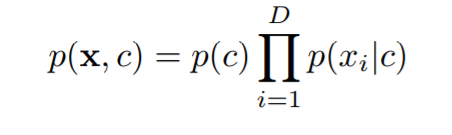 p(𝐱, c) = p(c) ∏_{i=1}^{D} p(x_i|c)